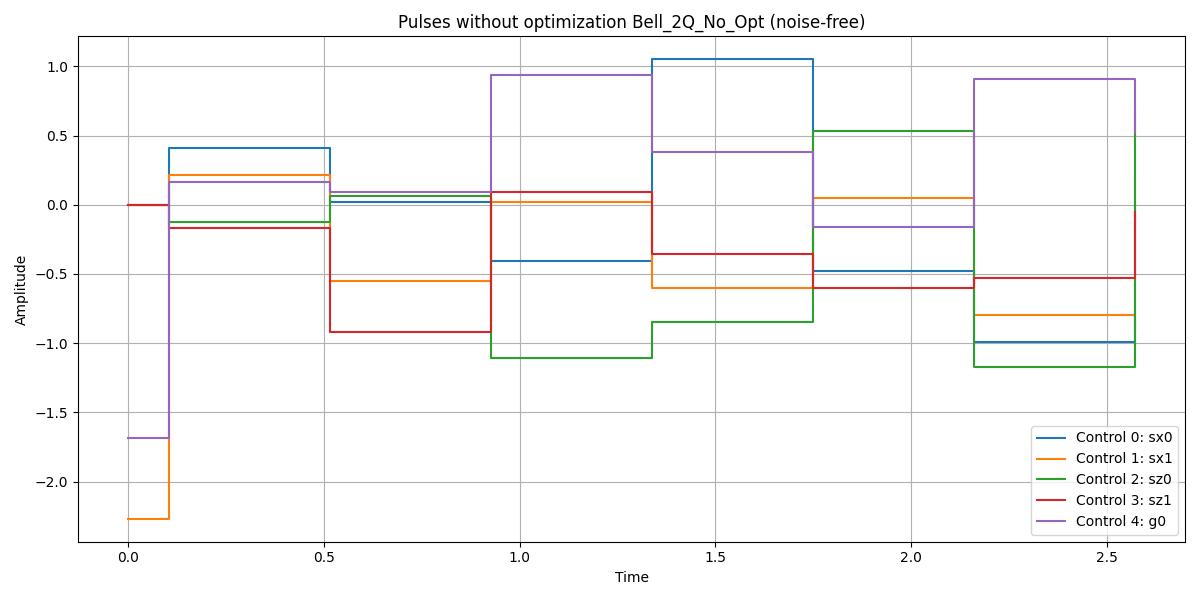 Pulses without optimization Bell_2Q_No_Opt (noise-free)
Amplitude
1.0
0.5
0.0
−0.5
−1.0
−1.5
−2.0
0.0
0.5
1.0
1.5
2.0
2.5
Time
Control 0: sx0
Control 1: sx1
Control 2: sz0
Control 3: sz1
Control 4: g0